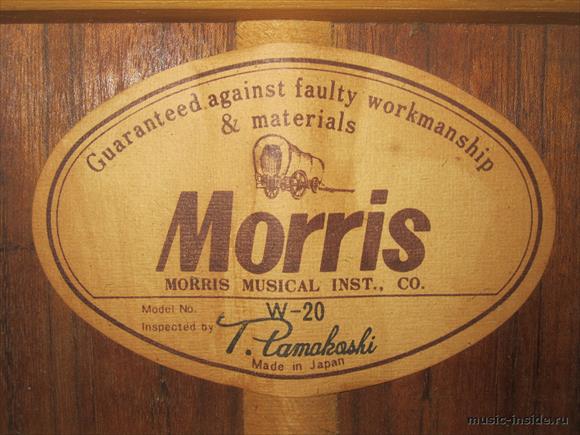 Guaranteed against faulty workmanship
& materials
Morris
MORRIS MUSICAL INST., CO.
Model No. W-20
Inspected by T.
Made in Japan
music-inside.ru